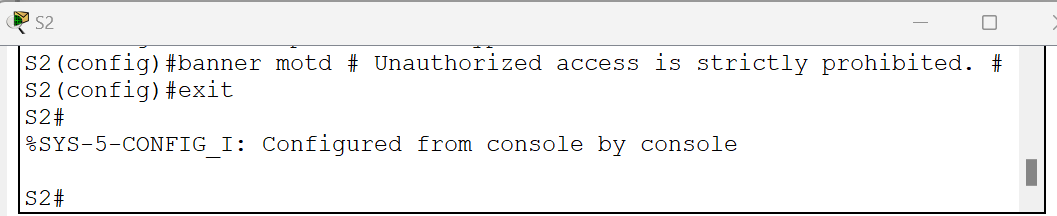 S2
S2(config)#banner motd # Unauthorized access is strictly prohibited. #
S2(config)#exit
S2#
%SYS-5-CONFIG_I: Configured from console by console
S2#